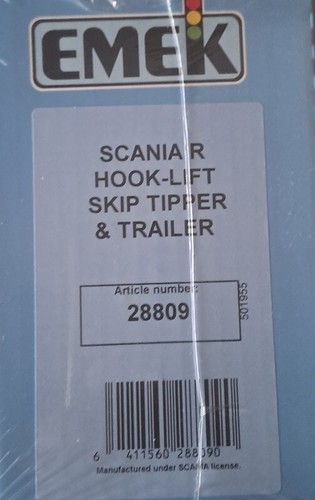 EMEK
SCANIA R
HOOK-LIFT
SKIP TIPPER
& TRAILER
Article number:
28809
501955
6 411560 288090
Manufactured under SCANIA license.